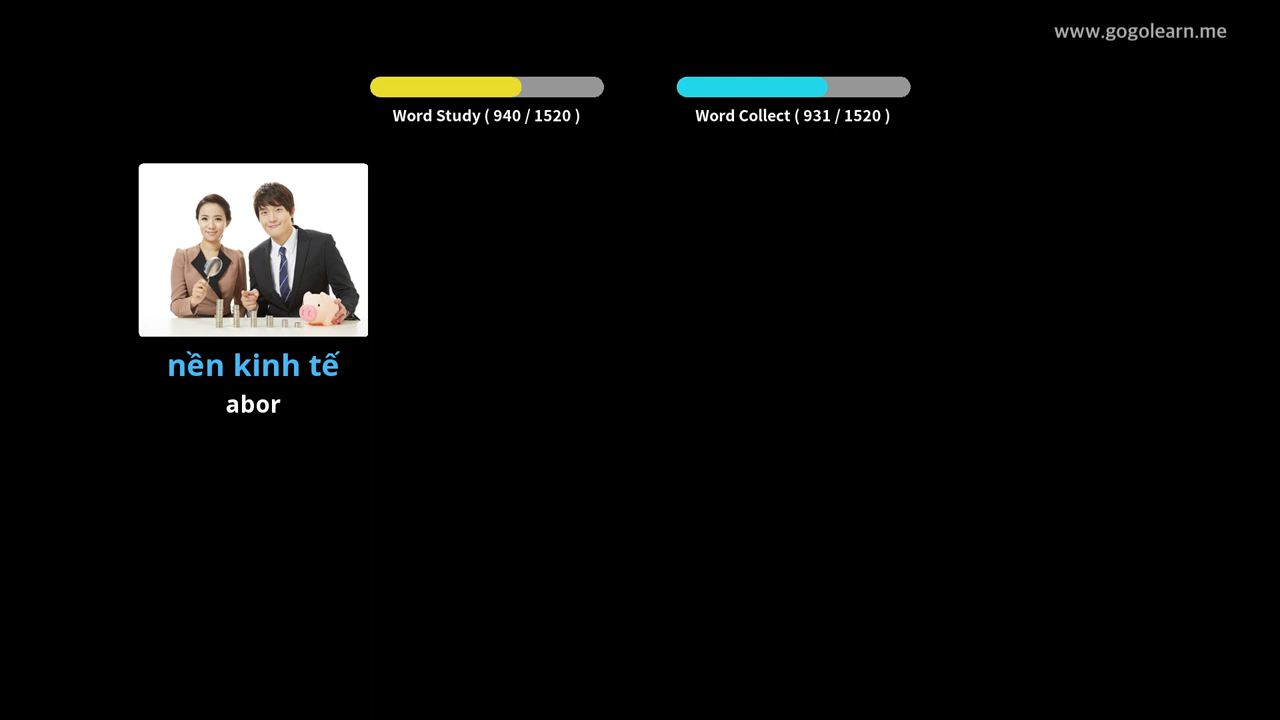 www.gogolearn.me
Word Study ( 940 / 1520 )
Word Collect ( 931 / 1520 )
nền kinh tế
abor